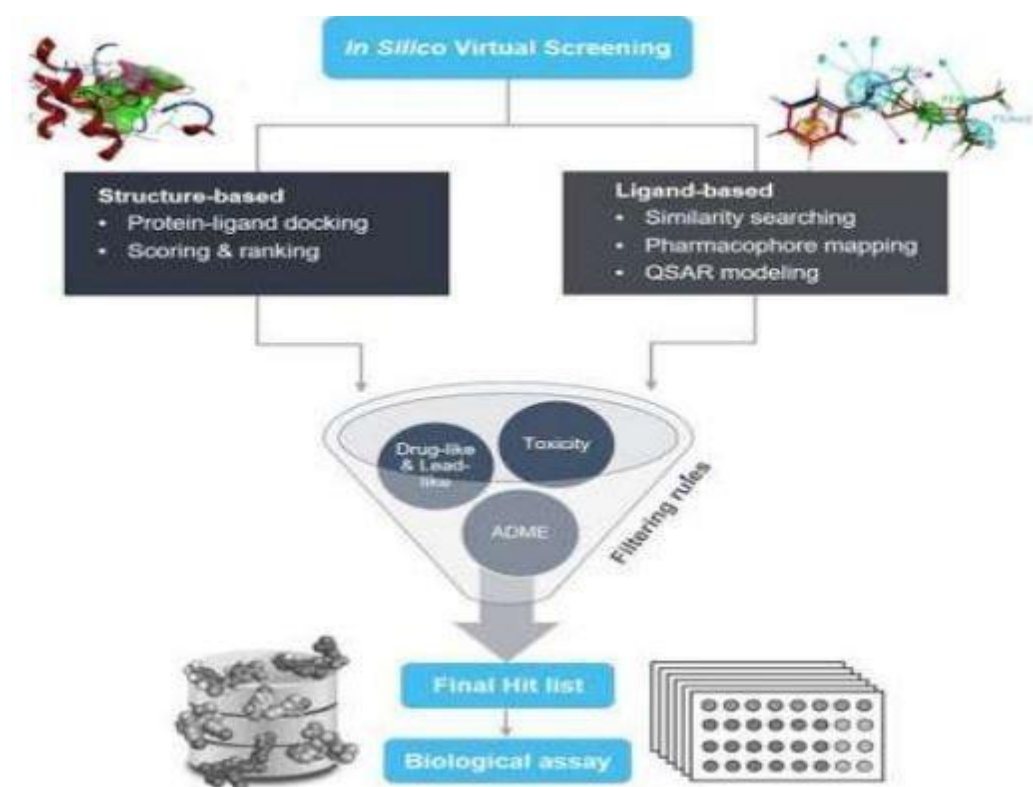 In Silico Virtual Screening
Structure-based
• Protein-ligand docking
• Scoring & ranking
Ligand-based
• Similarity searching
• Pharmacophore mapping
• QSAR modeling
Drug-like
& Lead-
like
Toxicity
ADME
Filtering rules
Final Hit list
Biological assay